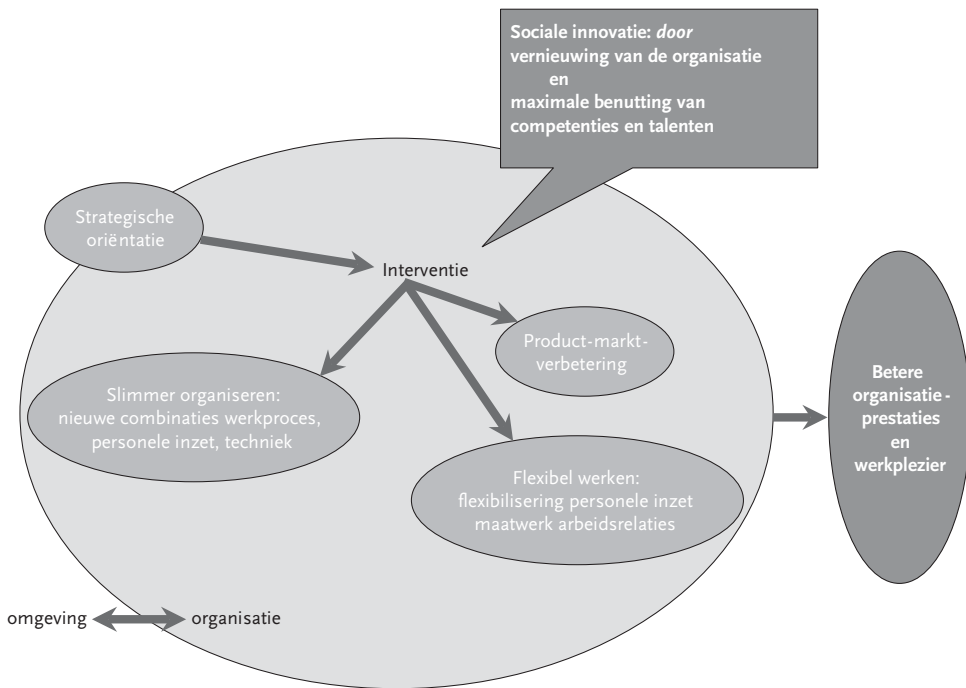 Sociale innovatie: door
vernieuwing van de organisatie
en
maximale benutting van
competenties en talenten
Strategische
oriëntatie
Interventie
Product-markt-
verbetering
Slimmer organiseren:
nieuwe combinaties werkproces,
personele inzet, techniek
Flexibel werken:
flexibilisering personele inzet
maatwerk arbeidsrelaties
Betere
organisatie-
prestaties
en
werkplezier
omgeving
organisatie